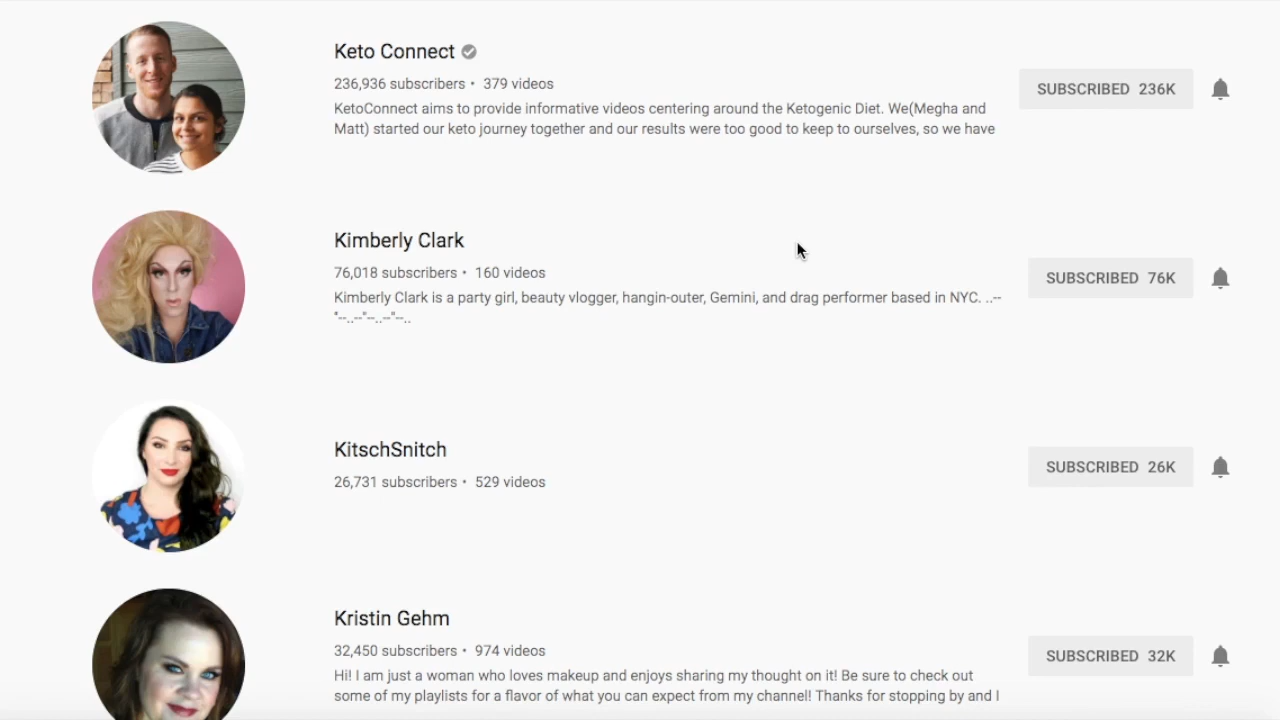 Keto Connect
236,936 subscribers • 379 videos
SUBSCRIBED 236K
KetoConnect aims to provide informative videos centering around the Ketogenic Diet. We(Megha and
Matt) started our keto journey together and our results were too good to keep to ourselves, so we have
Kimberly Clark
76,018 subscribers • 160 videos
SUBSCRIBED 76K
Kimberly Clark is a party girl, beauty vlogger, hangin-outer, Gemini, and drag performer based in NYC. ..--
"--..--"--..--"--..
KitschSnitch
26,731 subscribers • 529 videos
SUBSCRIBED 26K
Kristin Gehm
32,450 subscribers • 974 videos
SUBSCRIBED 32K
Hi! I am just a woman who loves makeup and enjoys sharing my thought on it! Be sure to check out
some of my playlists for a flavor of what you can expect from my channel! Thanks for stopping by and I